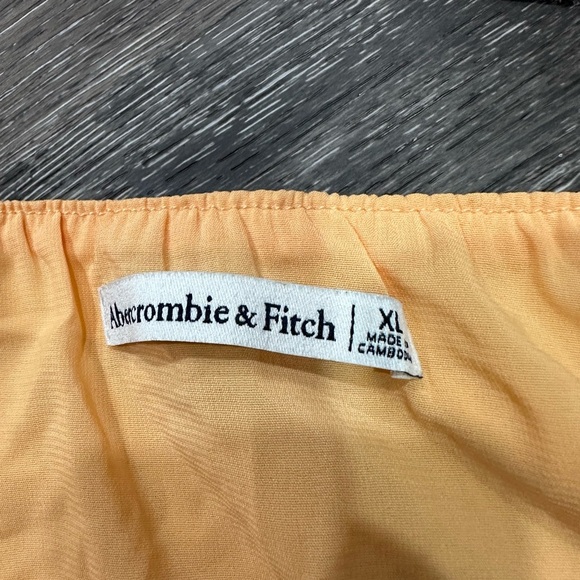 Abercrombie & Fitch
XL
MADE IN
CAMBODIA